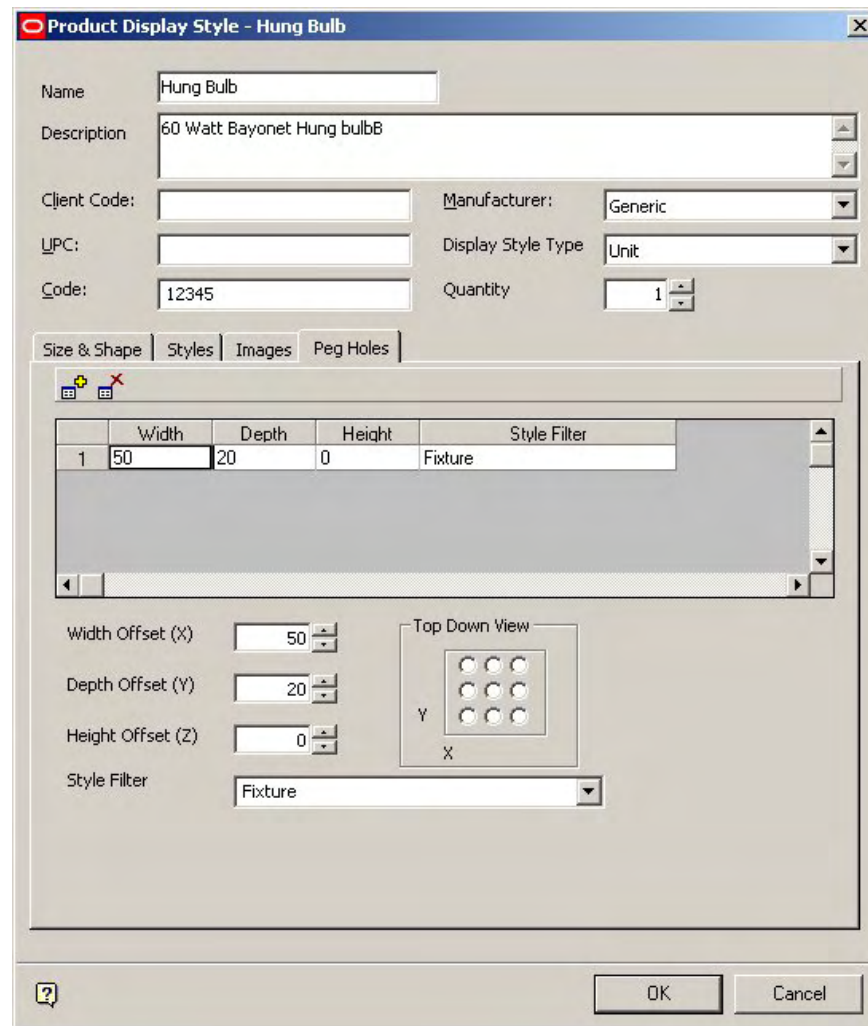 Product Display Style - Hung Bulb
Name Hung Bulb
Description 60 Watt Bayonet Hung bulbB
Client Code: Manufacturer: Generic
UPC: Display Style Type Unit
Code: 12345 Quantity 1
Size & Shape Styles Images Peg Holes
Width Depth Height Style Filter
1 50 20 0 Fixture
Width Offset (X) 50 Top Down View
Depth Offset (Y) 20
Y
Height Offset (Z) 0
X
Style Filter Fixture
OK Cancel